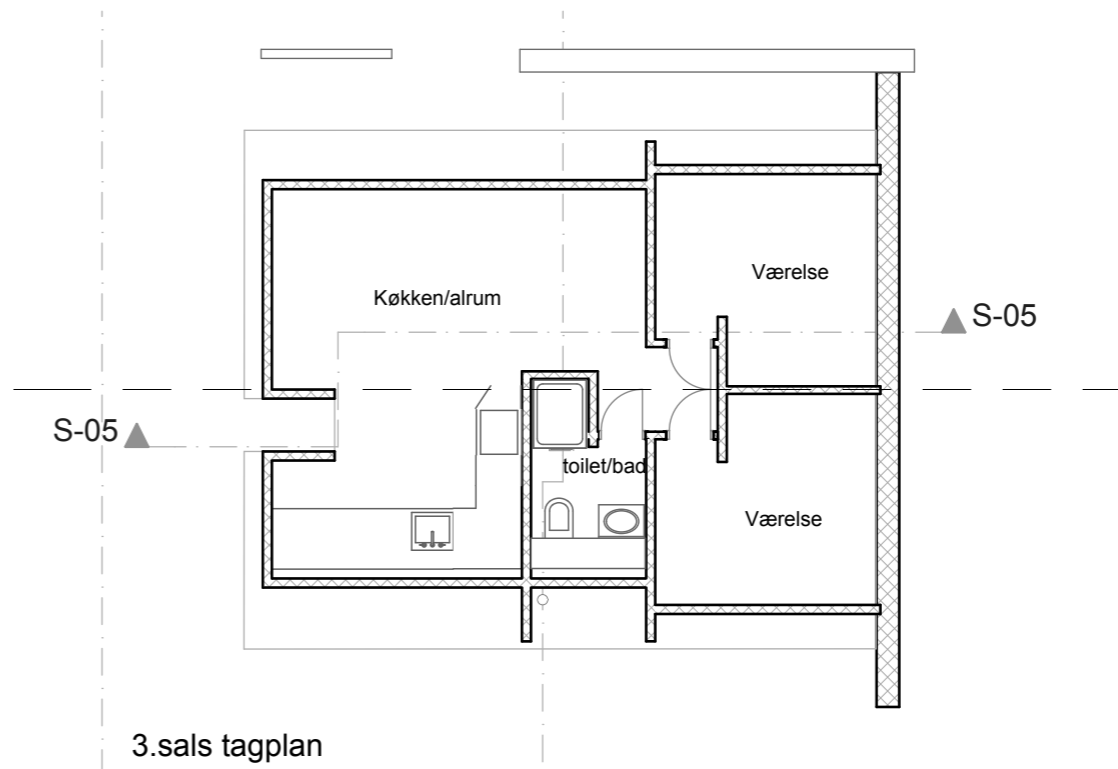 Værelse
Køkken/alrum
S-05
S-05
toilet/bad
Værelse
3.sals tagplan